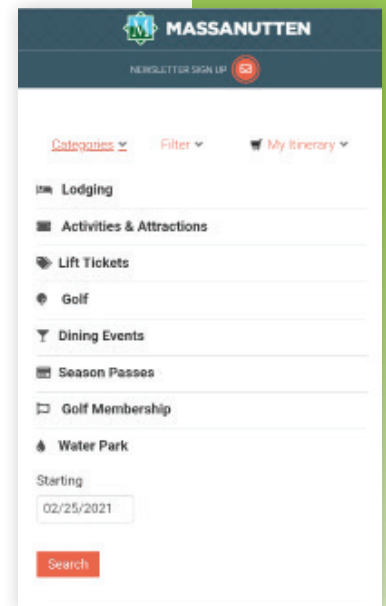 MASSANUTTEN
NEWSLETTER SIGN UP
Categories Filter My Itinerary
Lodging
Activities & Attractions
Lift Tickets
Golf
Dining Events
Season Passes
Golf Membership
Water Park
Starting
02/25/2021
Search